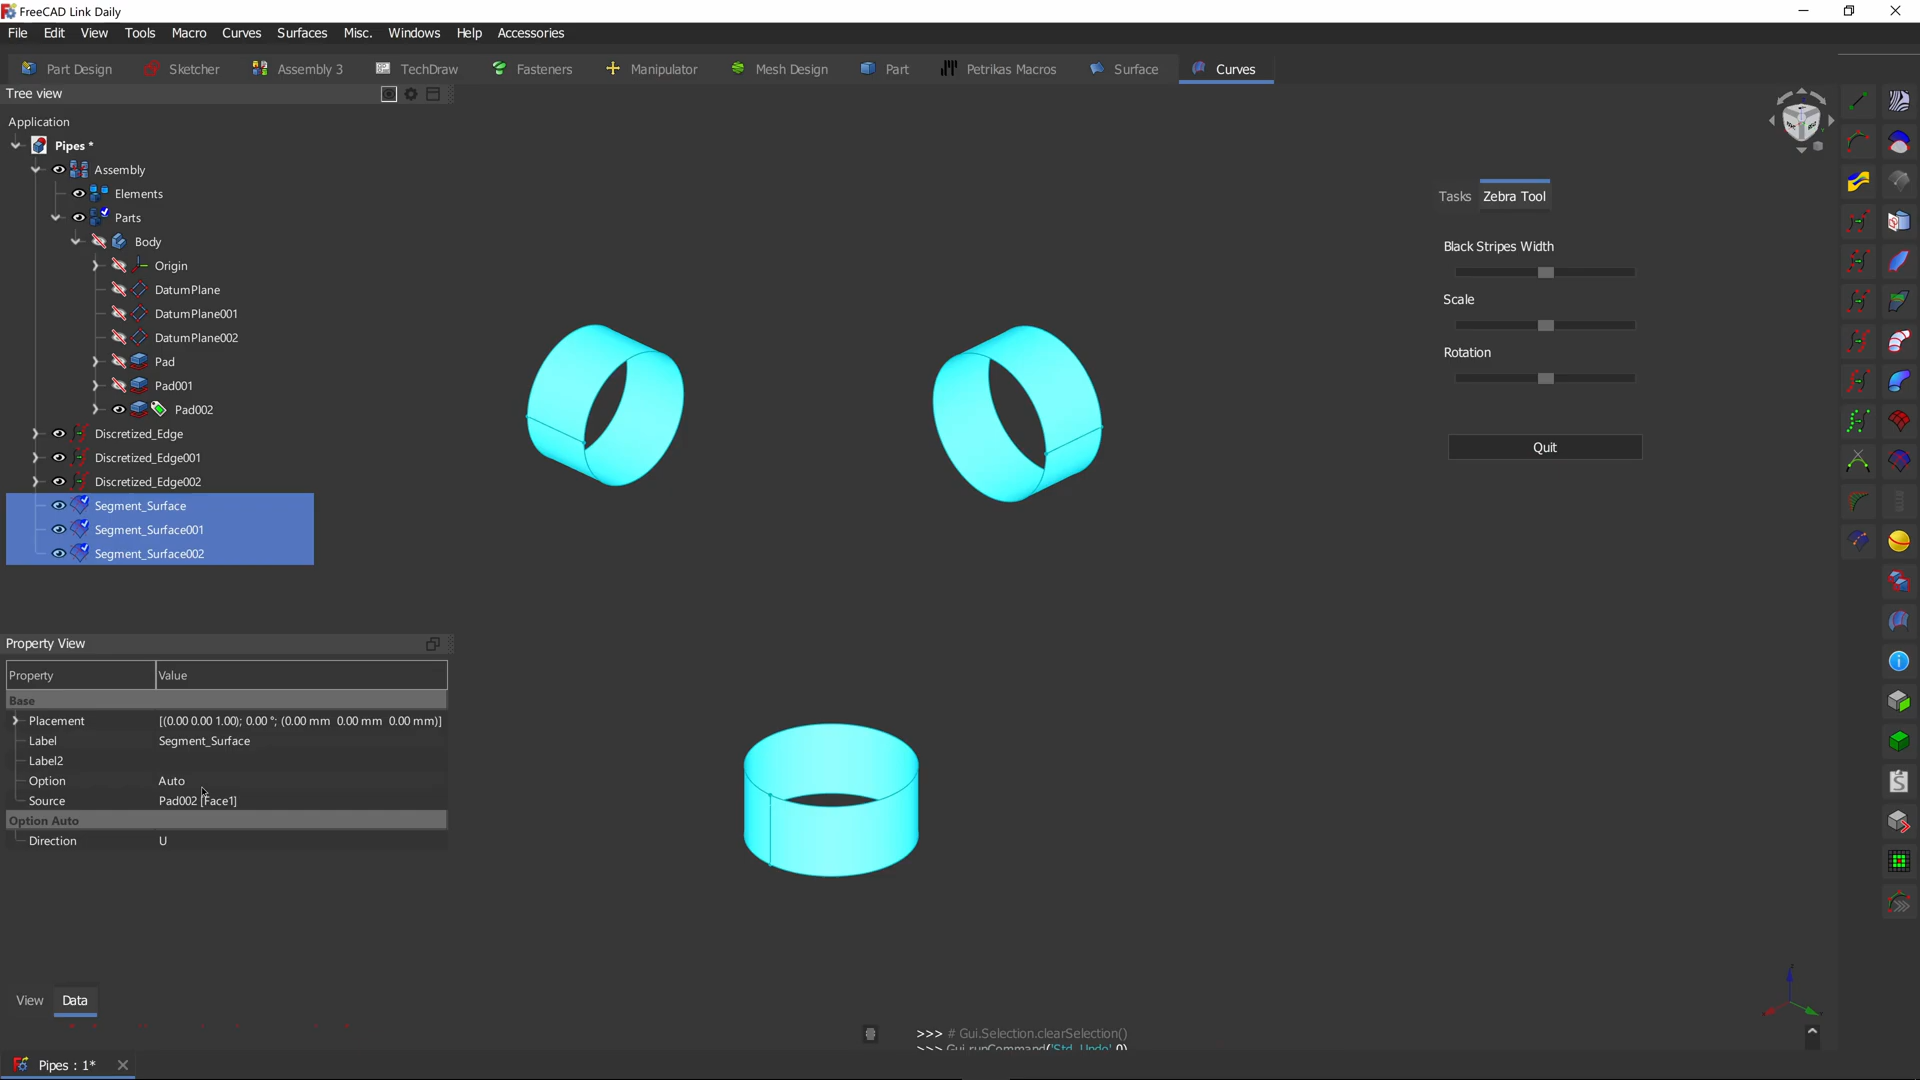 FreeCAD Link Daily
File Edit View Tools Macro Curves Surfaces Misc. Windows Help Accessories
Part Design Sketcher Assembly 3 TechDraw Fasteners Manipulator Mesh Design Part Petrikas Macros Surface Curves
Tree view
Application
Pipes *
Assembly
Elements
Parts
Body
Origin
DatumPlane
DatumPlane001
DatumPlane002
Pad
Pad001
Pad002
Discretized_Edge
Discretized_Edge001
Discretized_Edge002
Segment_Surface
Segment_Surface001
Segment_Surface002
Property View
Property Value
Base
Placement [(0.00 0.00 1.00); 0.00 °; (0.00 mm 0.00 mm 0.00 mm)]
Label Segment_Surface
Label2
Option Auto
Source Pad002 [Face1]
Option Auto
Direction U
View Data
Tasks Zebra Tool
Black Stripes Width
Scale
Rotation
Quit
>>> # Gui.Selection.clearSelection()
>>> Gui.runCommand('Std_Undo',0)
Pipes : 1*